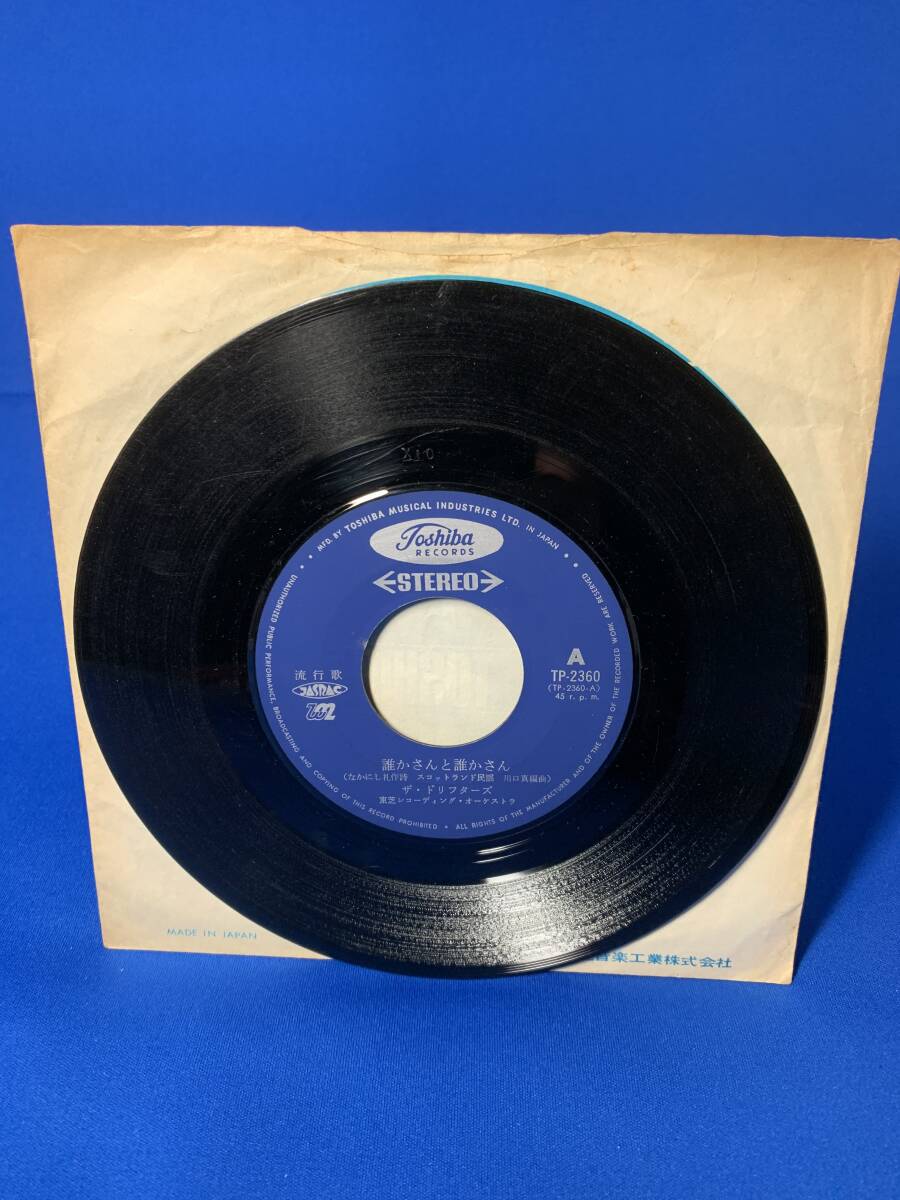 X10
MFD. BY TOSHIBA MUSICAL INDUSTRIES LTD. IN JAPAN
Toshiba
RECORDS
STEREO
A
TP-2360
(TP-2360-A)
45 r. p. m.
流行歌
JASRAC
誰かさんと誰かさん
(なかにし礼作詩 スコットランド民謡 川口真編曲)
ザ・ドリフターズ
東芝レコーディング・オーケストラ
UNAUTHORIZED PUBLIC PERFORMANCE, BROADCASTING AND COPYING OF THIS RECORD PROHIBITED • ALL RIGHTS OF THE MANUFACTURER AND OF THE OWNER OF THE RECORDED WORK ARE RESERVED
MADE IN JAPAN
音楽工業株式会社